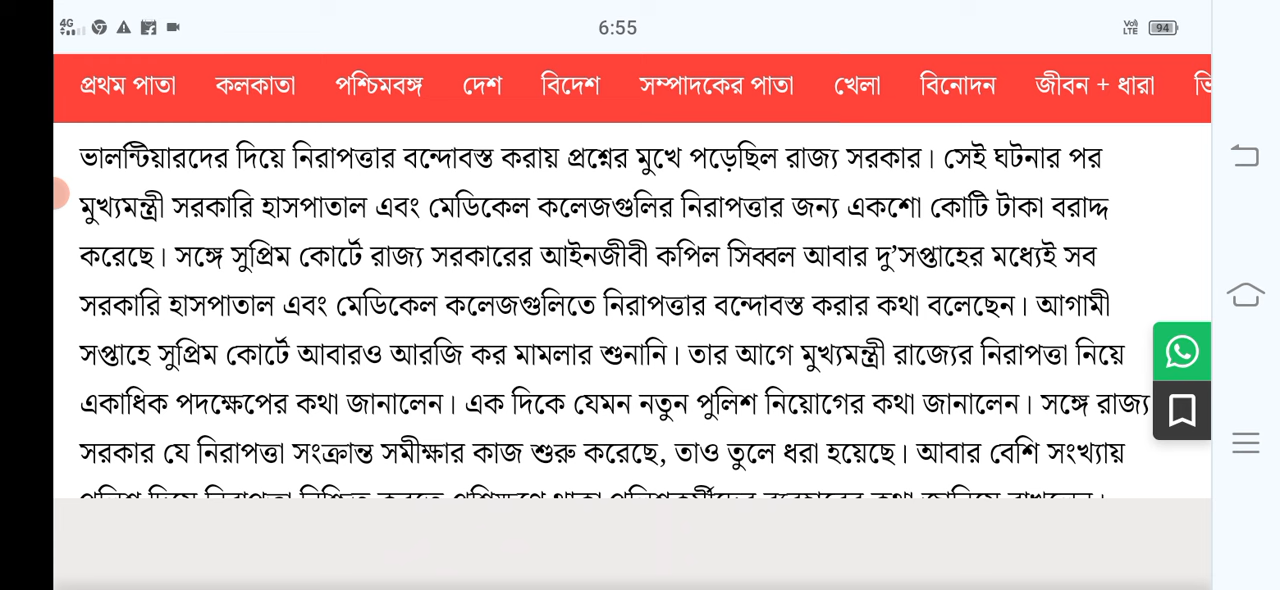 4G
6:55
Vo) LTE
94
প্রথম পাতা কলকাতা পশ্চিমবঙ্গ দেশ বিদেশ সম্পাদকের পাতা খেলা বিনোদন জীবন + ধারা ভি
ভালন্টিয়ারদের দিয়ে নিরাপত্তার বন্দোবস্ত করায় প্রশ্নের মুখে পড়েছিল রাজ্য সরকার। সেই ঘটনার পর
মুখ্যমন্ত্রী সরকারি হাসপাতাল এবং মেডিকেল কলেজগুলির নিরাপত্তার জন্য একশো কোটি টাকা বরাদ্দ
করেছে। সঙ্গে সুপ্রিম কোর্টে রাজ্য সরকারের আইনজীবী কপিল সিব্বল আবার দু’সপ্তাহের মধ্যেই সব
সরকারি হাসপাতাল এবং মেডিকেল কলেজগুলিতে নিরাপত্তার বন্দোবস্ত করার কথা বলেছেন। আগামী
সপ্তাহে সুপ্রিম কোর্টে আবারও আরজি কর মামলার শুনানি। তার আগে মুখ্যমন্ত্রী রাজ্যের নিরাপত্তা নিয়ে
একাধিক পদক্ষেপের কথা জানালেন। এক দিকে যেমন নতুন পুলিশ নিয়োগের কথা জানালেন। সঙ্গে রাজ্য
সরকার যে নিরাপত্তা সংক্রান্ত সমীক্ষার কাজ শুরু করেছে, তাও তুলে ধরা হয়েছে। আবার বেশি সংখ্যায়